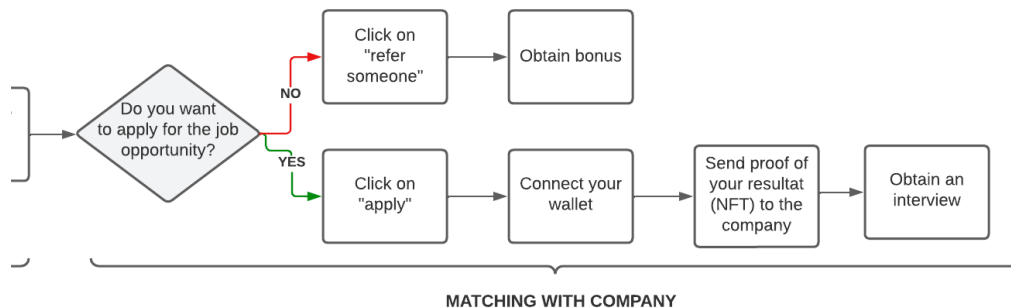 Do you want
to apply for the job
opportunity?
NO
Click on
"refer
someone"
Obtain bonus
YES
Click on
"apply"
Connect your
wallet
Send proof of
your resultat
(NFT) to the
company
Obtain an
interview
MATCHING WITH COMPANY